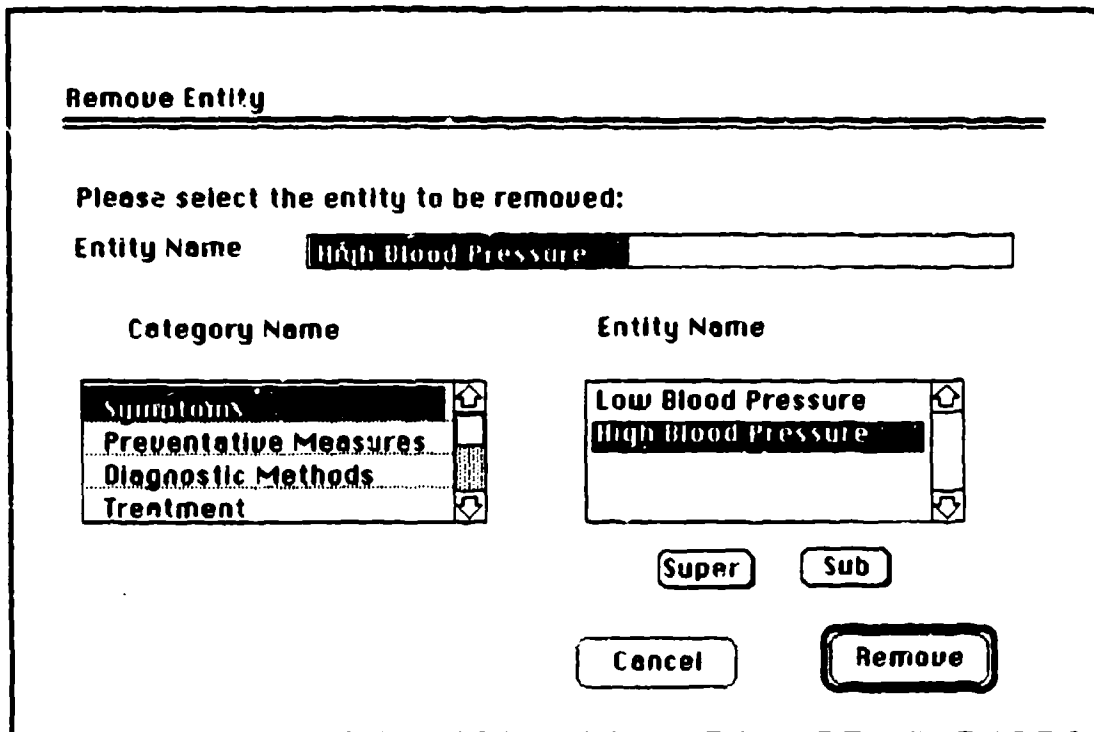 Remove Entity
Please select the entity to be removed:
Entity Name High Blood Pressure
Category Name
Symptoms
Preventative Measures
Diagnostic Methods
Treatment
Entity Name
Low Blood Pressure
High Blood Pressure
Super Sub
Cancel Remove